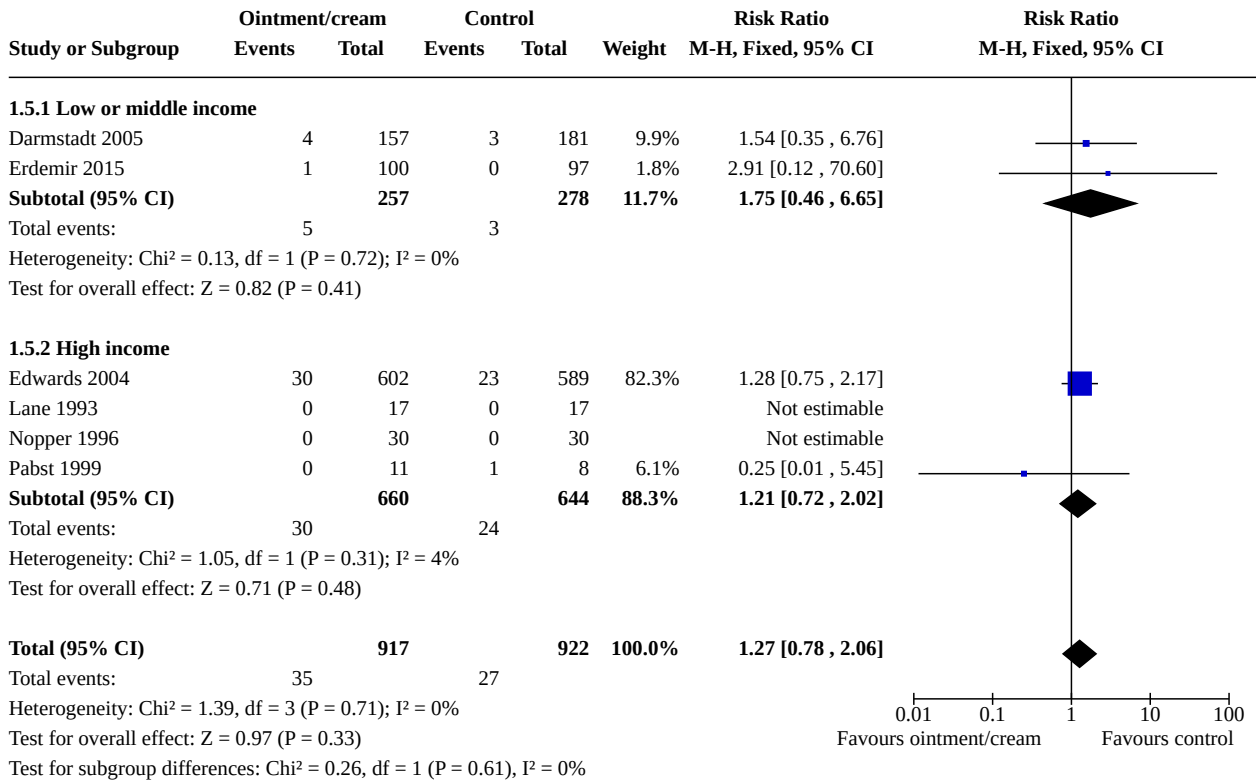 Ointment/cream Control Risk Ratio Risk Ratio
Study or Subgroup Events Total Events Total Weight M-H, Fixed, 95% CI M-H, Fixed, 95% CI
1.5.1 Low or middle income
Darmstadt 2005 4 157 3 181 9.9% 1.54 [0.35 , 6.76]
Erdemir 2015 1 100 0 97 1.8% 2.91 [0.12 , 70.60]
Subtotal (95% CI) 257 278 11.7% 1.75 [0.46 , 6.65]
Total events: 5 3
Heterogeneity: Chi² = 0.13, df = 1 (P = 0.72); I² = 0%
Test for overall effect: Z = 0.82 (P = 0.41)
1.5.2 High income
Edwards 2004 30 602 23 589 82.3% 1.28 [0.75 , 2.17]
Lane 1993 0 17 0 17 Not estimable
Nopper 1996 0 30 0 30 Not estimable
Pabst 1999 0 11 1 8 6.1% 0.25 [0.01 , 5.45]
Subtotal (95% CI) 660 644 88.3% 1.21 [0.72 , 2.02]
Total events: 30 24
Heterogeneity: Chi² = 1.05, df = 1 (P = 0.31); I² = 4%
Test for overall effect: Z = 0.71 (P = 0.48)
Total (95% CI) 917 922 100.0% 1.27 [0.78 , 2.06]
Total events: 35 27
Heterogeneity: Chi² = 1.39, df = 3 (P = 0.71); I² = 0%
0.01 0.1 1 10 100
Test for overall effect: Z = 0.97 (P = 0.33)
Favours ointment/cream Favours control
Test for subgroup differences: Chi² = 0.26, df = 1 (P = 0.61), I² = 0%